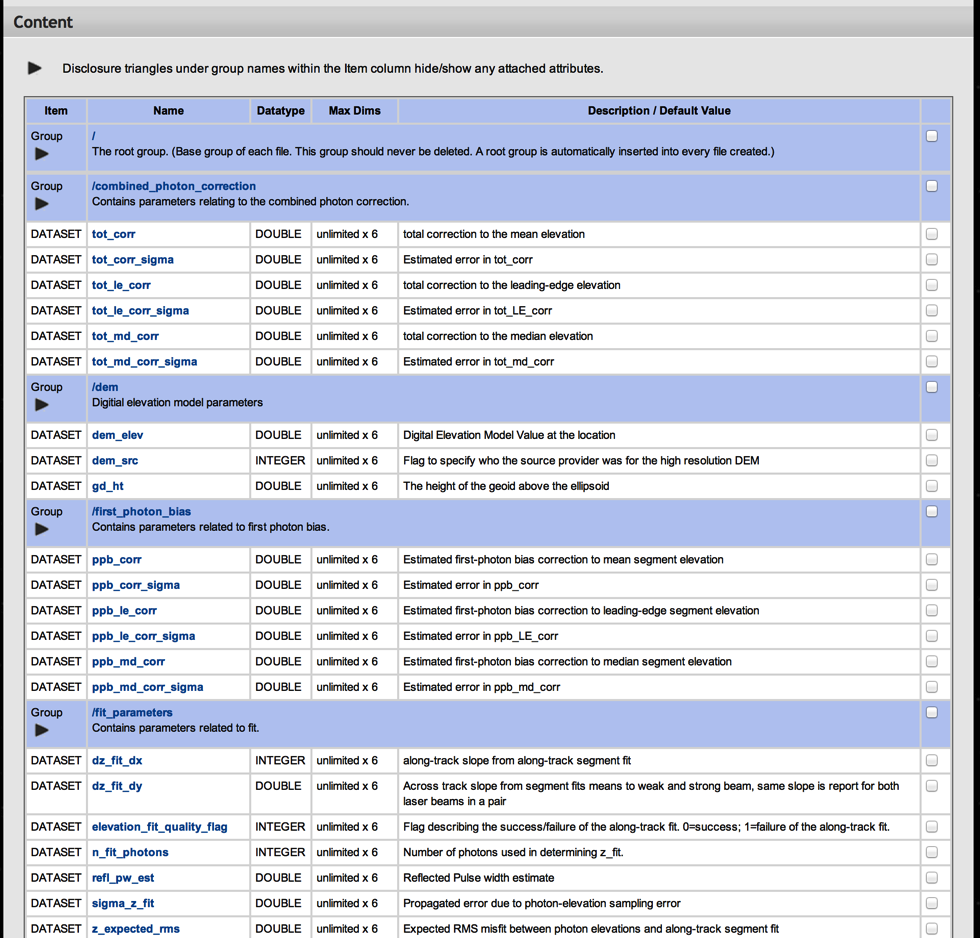 Content
Disclosure triangles under group names within the Item column hide/show any attached attributes.
Item Name Datatype Max Dims Description / Default Value
Group /
The root group. (Base group of each file. This group should never be deleted. A root group is automatically inserted into every file created.)
Group /combined_photon_correction
Contains parameters relating to the combined photon correction.
DATASET tot_corr DOUBLE unlimited x 6 total correction to the mean elevation
DATASET tot_corr_sigma DOUBLE unlimited x 6 Estimated error in tot_corr
DATASET tot_le_corr DOUBLE unlimited x 6 total correction to the leading-edge elevation
DATASET tot_le_corr_sigma DOUBLE unlimited x 6 Estimated error in tot_LE_corr
DATASET tot_md_corr DOUBLE unlimited x 6 total correction to the median elevation
DATASET tot_md_corr_sigma DOUBLE unlimited x 6 Estimated error in tot_md_corr
Group /dem
Digitial elevation model parameters
DATASET dem_elev DOUBLE unlimited x 6 Digital Elevation Model Value at the location
DATASET dem_src INTEGER unlimited x 6 Flag to specify who the source provider was for the high resolution DEM
DATASET gd_ht DOUBLE unlimited x 6 The height of the geoid above the ellipsoid
Group /first_photon_bias
Contains parameters related to first photon bias.
DATASET ppb_corr DOUBLE unlimited x 6 Estimated first-photon bias correction to mean segment elevation
DATASET ppb_corr_sigma DOUBLE unlimited x 6 Estimated error in ppb_corr
DATASET ppb_le_corr DOUBLE unlimited x 6 Estimated first-photon bias correction to leading-edge segment elevation
DATASET ppb_le_corr_sigma DOUBLE unlimited x 6 Estimated error in ppb_LE_corr
DATASET ppb_md_corr DOUBLE unlimited x 6 Estimated first-photon bias correction to median segment elevation
DATASET ppb_md_corr_sigma DOUBLE unlimited x 6 Estimated error in ppb_md_corr
Group /fit_parameters
Contains parameters related to fit.
DATASET dz_fit_dx INTEGER unlimited x 6 along-track slope from along-track segment fit
DATASET dz_fit_dy DOUBLE unlimited x 6 Across track slope from segment fits means to weak and strong beam, same slope is report for both
laser beams in a pair
DATASET elevation_fit_quality_flag INTEGER unlimited x 6 Flag describing the success/failure of the along-track fit. 0=success; 1=failure of the along-track fit.
DATASET n_fit_photons INTEGER unlimited x 6 Number of photons used in determining z_fit.
DATASET refl_pw_est DOUBLE unlimited x 6 Reflected Pulse width estimate
DATASET sigma_z_fit DOUBLE unlimited x 6 Propagated error due to photon-elevation sampling error
DATASET z_expected_rms DOUBLE unlimited x 6 Expected RMS misfit between photon elevations and along-track segment fit